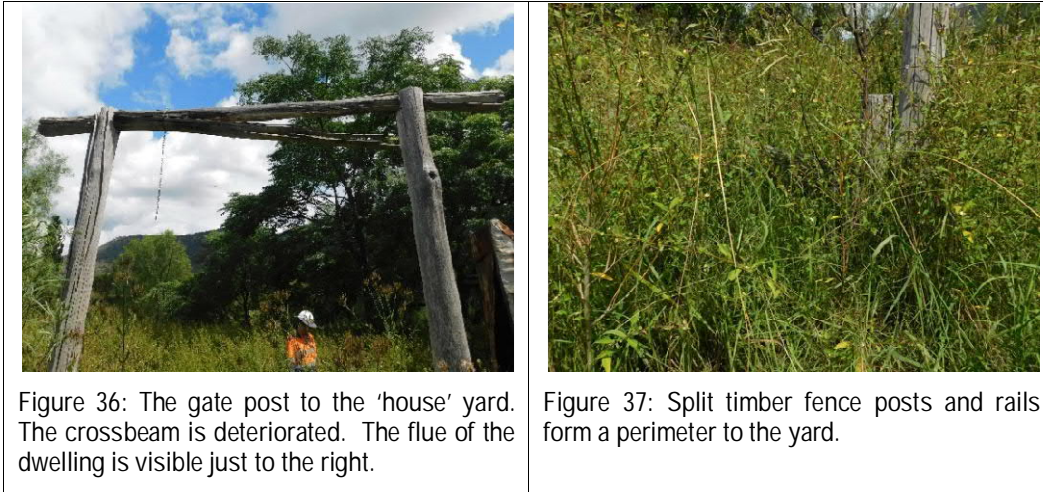 Figure 36: The gate post to the ‘house’ yard.
The crossbeam is deteriorated. The flue of the
dwelling is visible just to the right.
Figure 37: Split timber fence posts and rails
form a perimeter to the yard.